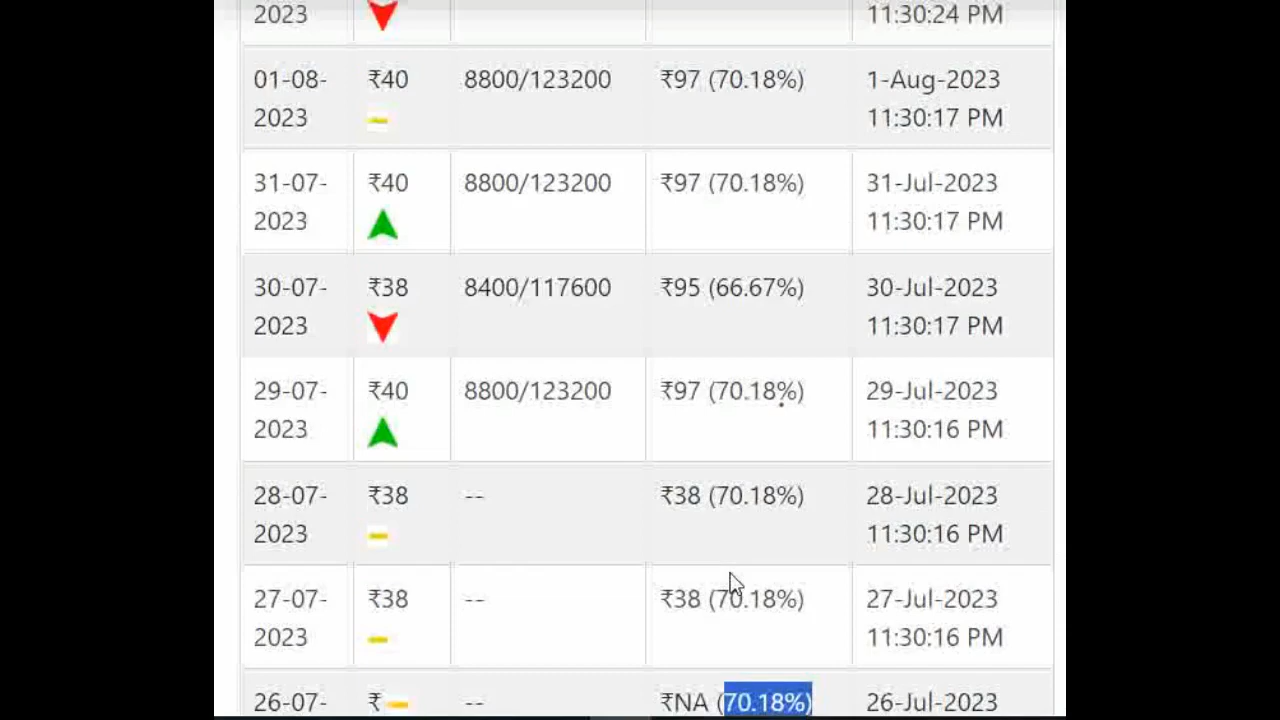 2023 11:30:24 PM
01-08- ₹40 8800/123200 ₹97 (70.18%) 1-Aug-2023
2023 11:30:17 PM
31-07- ₹40 8800/123200 ₹97 (70.18%) 31-Jul-2023
2023 11:30:17 PM
30-07- ₹38 8400/117600 ₹95 (66.67%) 30-Jul-2023
2023 11:30:17 PM
29-07- ₹40 8800/123200 ₹97 (70.18%) 29-Jul-2023
2023 11:30:16 PM
28-07- ₹38 -- ₹38 (70.18%) 28-Jul-2023
2023 11:30:16 PM
27-07- ₹38 -- ₹38 (70.18%) 27-Jul-2023
2023 11:30:16 PM
26-07- ₹ -- ₹NA (70.18%) 26-Jul-2023